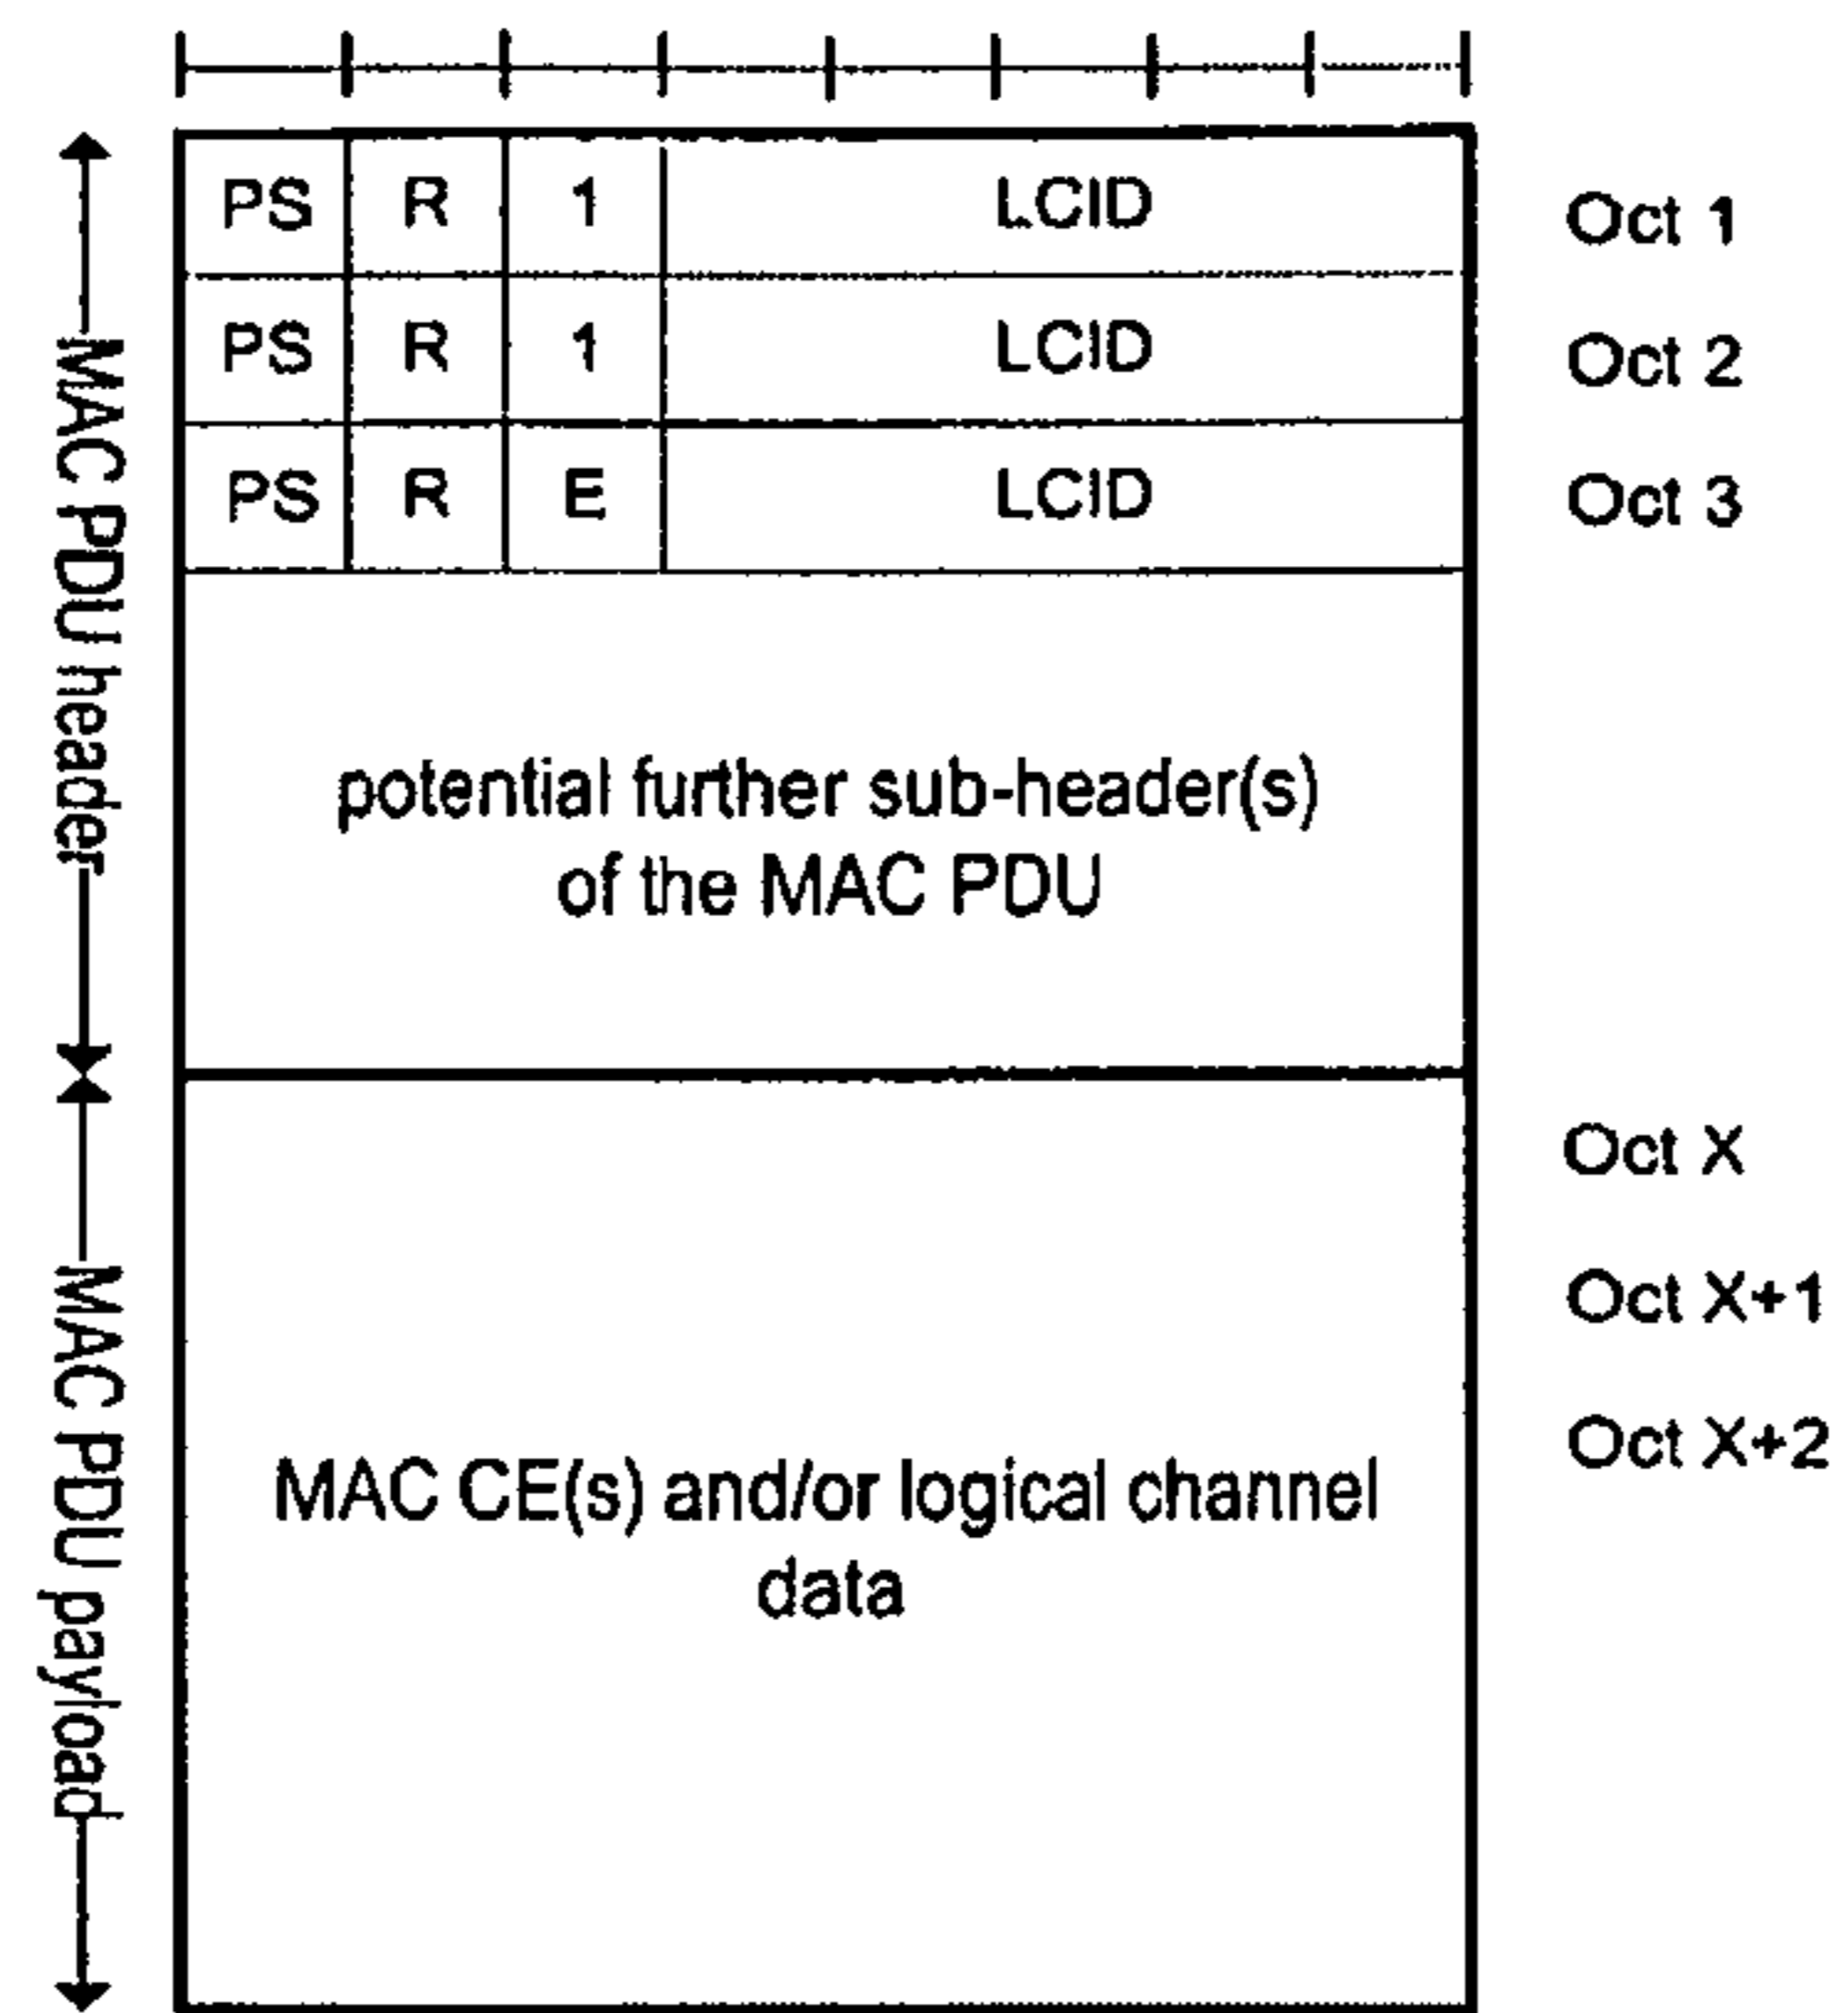 PS R 1 LCID Oct 1
PS R 1 LCID Oct 2
PS R E LCID Oct 3
MAC PDU header
potential further sub-header(s)
of the MAC PDU
Oct X
Oct X+1
Oct X+2
MAC PDU payload
MAC CE(s) and/or logical channel
data